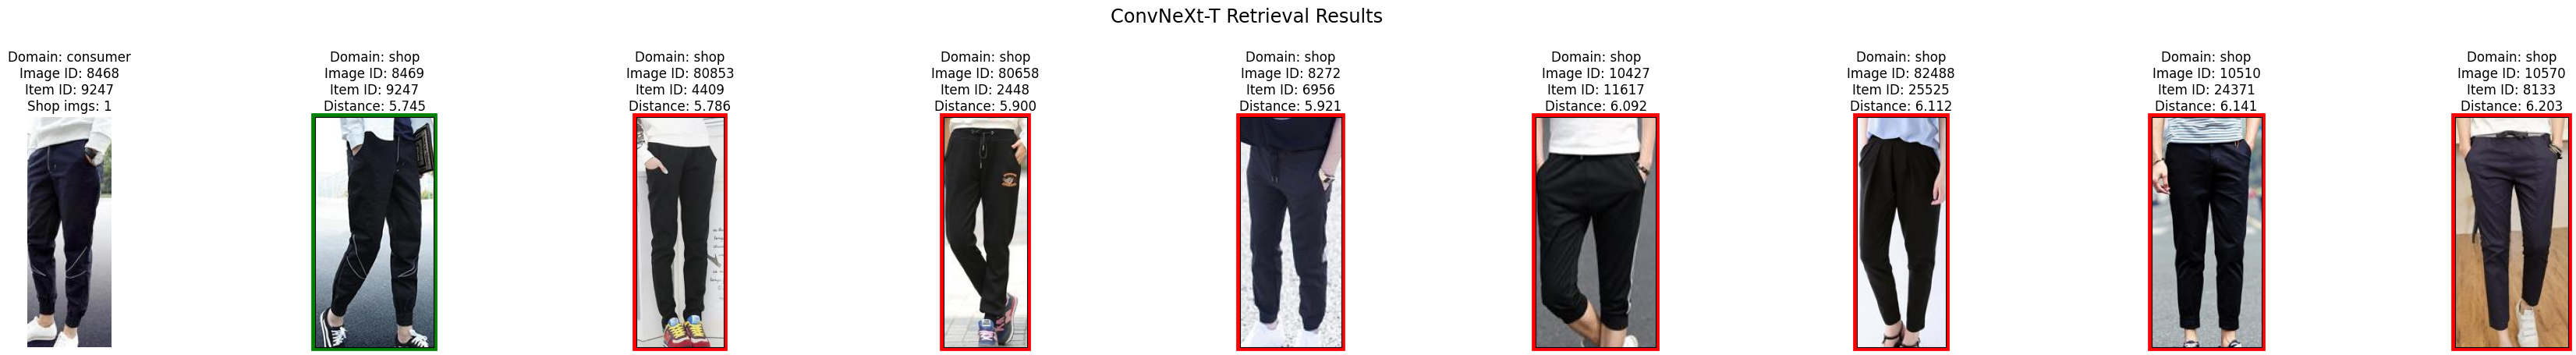 ConvNeXt-T Retrieval Results
Domain: consumer
Image ID: 8468
Item ID: 9247
Shop imgs: 1
Domain: shop
Image ID: 8469
Item ID: 9247
Distance: 5.745
Domain: shop
Image ID: 80853
Item ID: 4409
Distance: 5.786
Domain: shop
Image ID: 80658
Item ID: 2448
Distance: 5.900
Domain: shop
Image ID: 8272
Item ID: 6956
Distance: 5.921
Domain: shop
Image ID: 10427
Item ID: 11617
Distance: 6.092
Domain: shop
Image ID: 82488
Item ID: 25525
Distance: 6.112
Domain: shop
Image ID: 10510
Item ID: 24371
Distance: 6.141
Domain: shop
Image ID: 10570
Item ID: 8133
Distance: 6.203